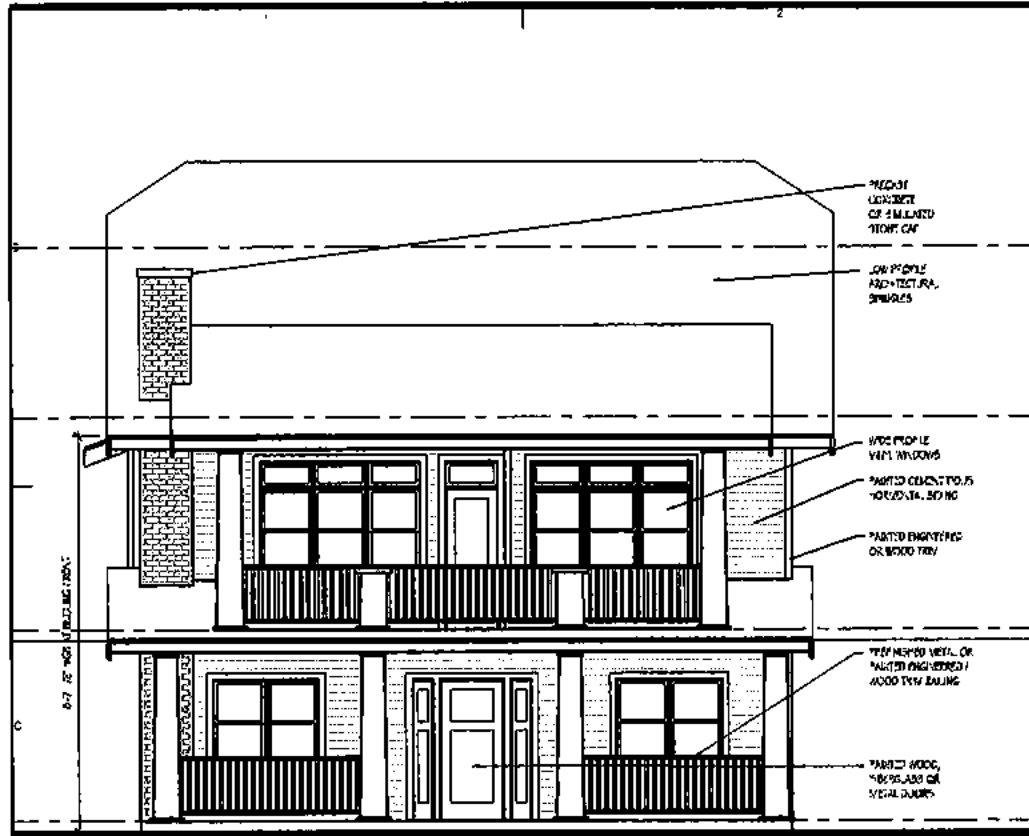 2
PRECAST
CONCRETE
OR SIMULATED
STONE CAP
LOW PROFILE
ARCHITECTURAL
SHINGLES
WIDE PROFILE
VINYL WINDOWS
PAINTED CEMENTITIOUS
HORIZONTAL SIDING
PAINTED ENGINEERED
OR WOOD TRIM
PREFINISHED METAL OR
PAINTED ENGINEERED /
WOOD TRIM RAILING
C
PAINTED WOOD,
FIBERGLASS OR
METAL DOORS